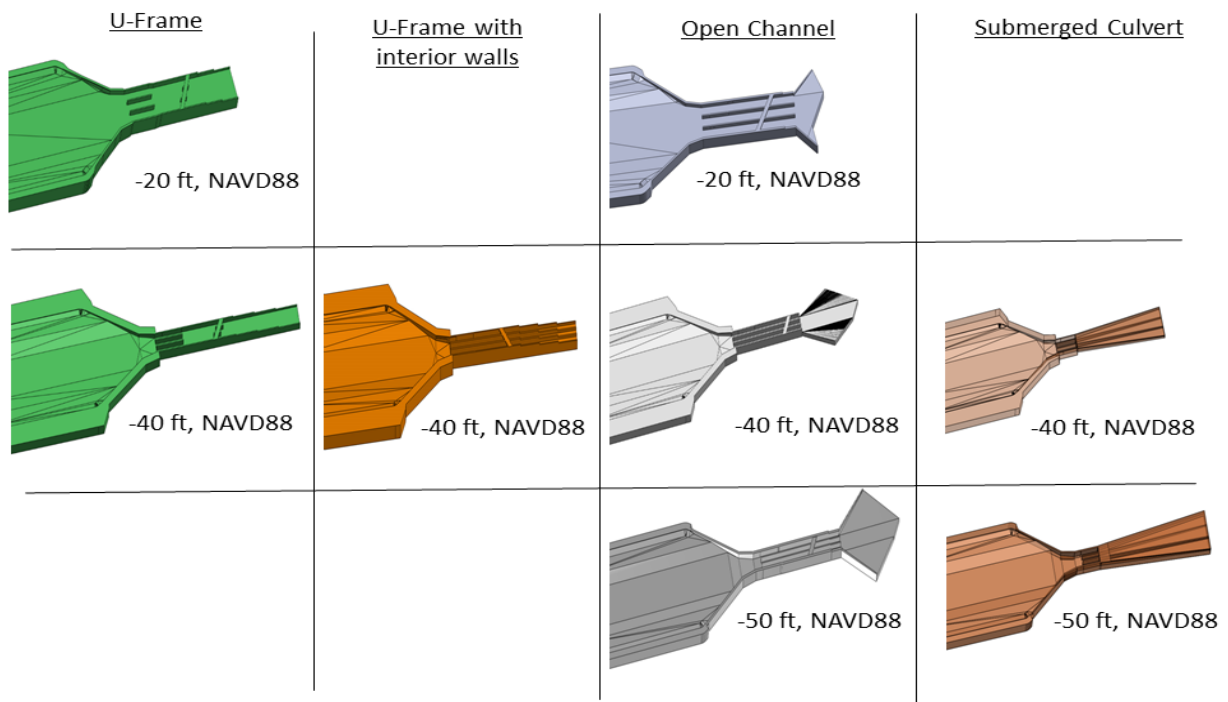 U-Frame
U-Frame with
interior walls
Open Channel
Submerged Culvert
-20 ft, NAVD88
-20 ft, NAVD88
-40 ft, NAVD88
-40 ft, NAVD88
-40 ft, NAVD88
-40 ft, NAVD88
-50 ft, NAVD88
-50 ft, NAVD88